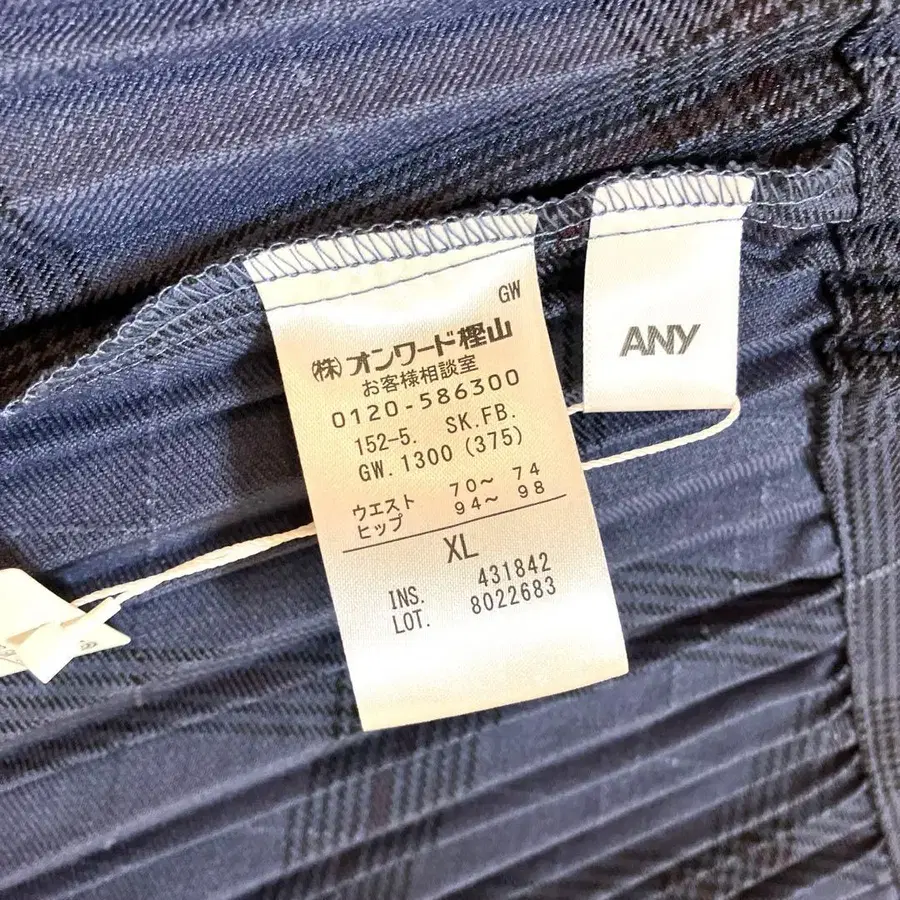 GW
㈱オンワード樫山
お客様相談室
0120-586300
152-5. SK.FB.
GW. 1300 (375)
ウエスト 70～ 74
ヒップ 94～ 98
XL
INS. 431842
LOT. 8022683
ANY